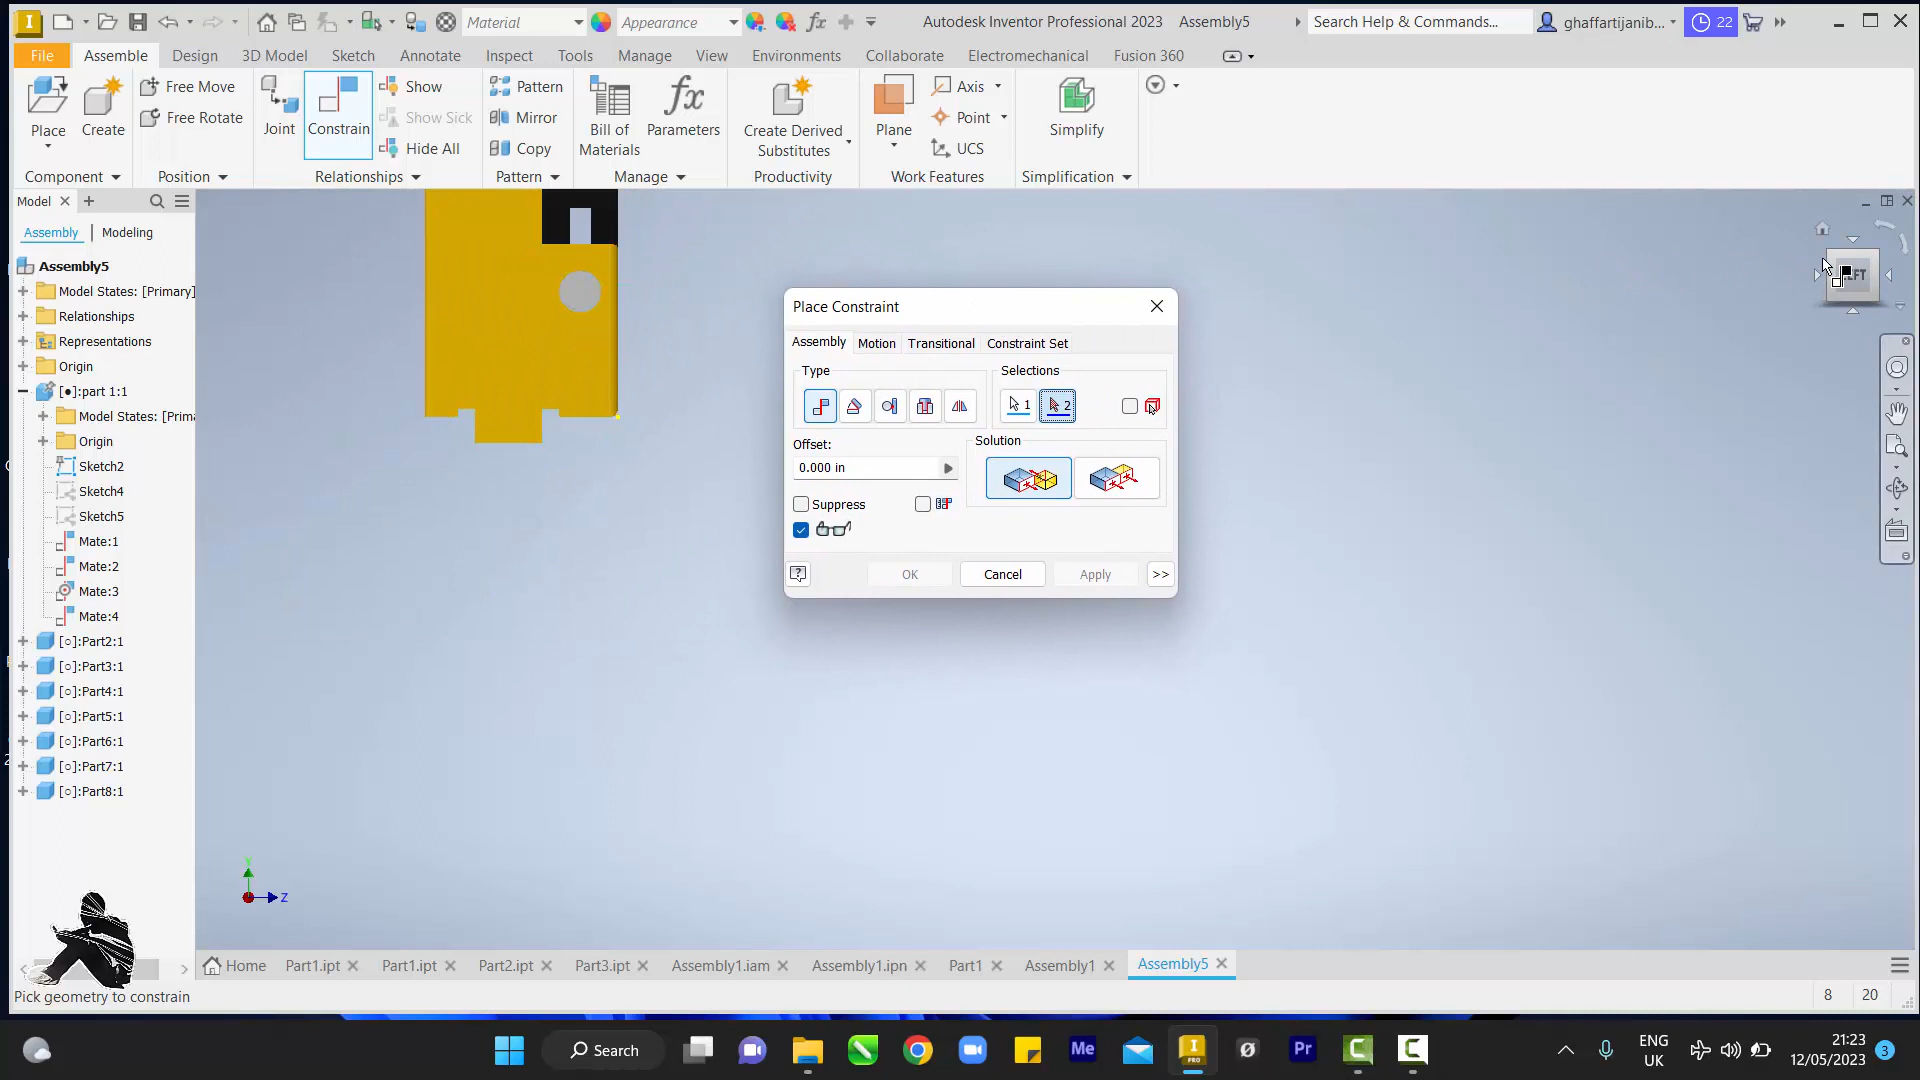 Material
Appearance
Autodesk Inventor Professional 2023 Assembly5
Search Help & Commands...
ghaffartijanib...
22
File Assemble Design 3D Model Sketch Annotate Inspect Tools Manage View Environments Collaborate Electromechanical Fusion 360
Place
Create
Free Move
Free Rotate
Joint
Constrain
Show
Show Sick
Hide All
Pattern
Mirror
Copy
Bill of
Materials
Parameters
Create Derived
Substitutes
Plane
Axis
Point
UCS
Simplify
Component Position Relationships Pattern Manage Productivity Work Features Simplification
Model
Assembly Modeling
Assembly5
Model States: [Primary]
Relationships
Representations
Origin
[●]:part 1:1
Model States: [Prima
Origin
Sketch2
Sketch4
Sketch5
Mate:1
Mate:2
Mate:3
Mate:4
[○]:Part2:1
[○]:Part3:1
[○]:Part4:1
[○]:Part5:1
[○]:Part6:1
[○]:Part7:1
[○]:Part8:1
Place Constraint
Assembly Motion Transitional Constraint Set
Type
Selections
1
2
Offset:
0.000 in
Solution
Suppress
OK
Cancel
Apply
>>
Y
Z
Home Part1.ipt Part1.ipt Part2.ipt Part3.ipt Assembly1.iam Assembly1.ipn Part1 Assembly1 Assembly5
Pick geometry to constrain
8 20
Search
Me
PRO
Pr
ENG
UK
21:23
12/05/2023
3